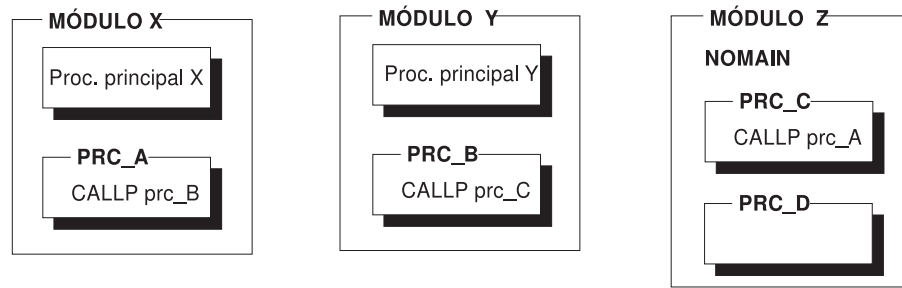 MÓDULO X
Proc. principal X
PRC_A
CALLP prc_B
MÓDULO Y
Proc. principal Y
PRC_B
CALLP prc_C
MÓDULO Z
NOMAIN
PRC_C
CALLP prc_A
PRC_D